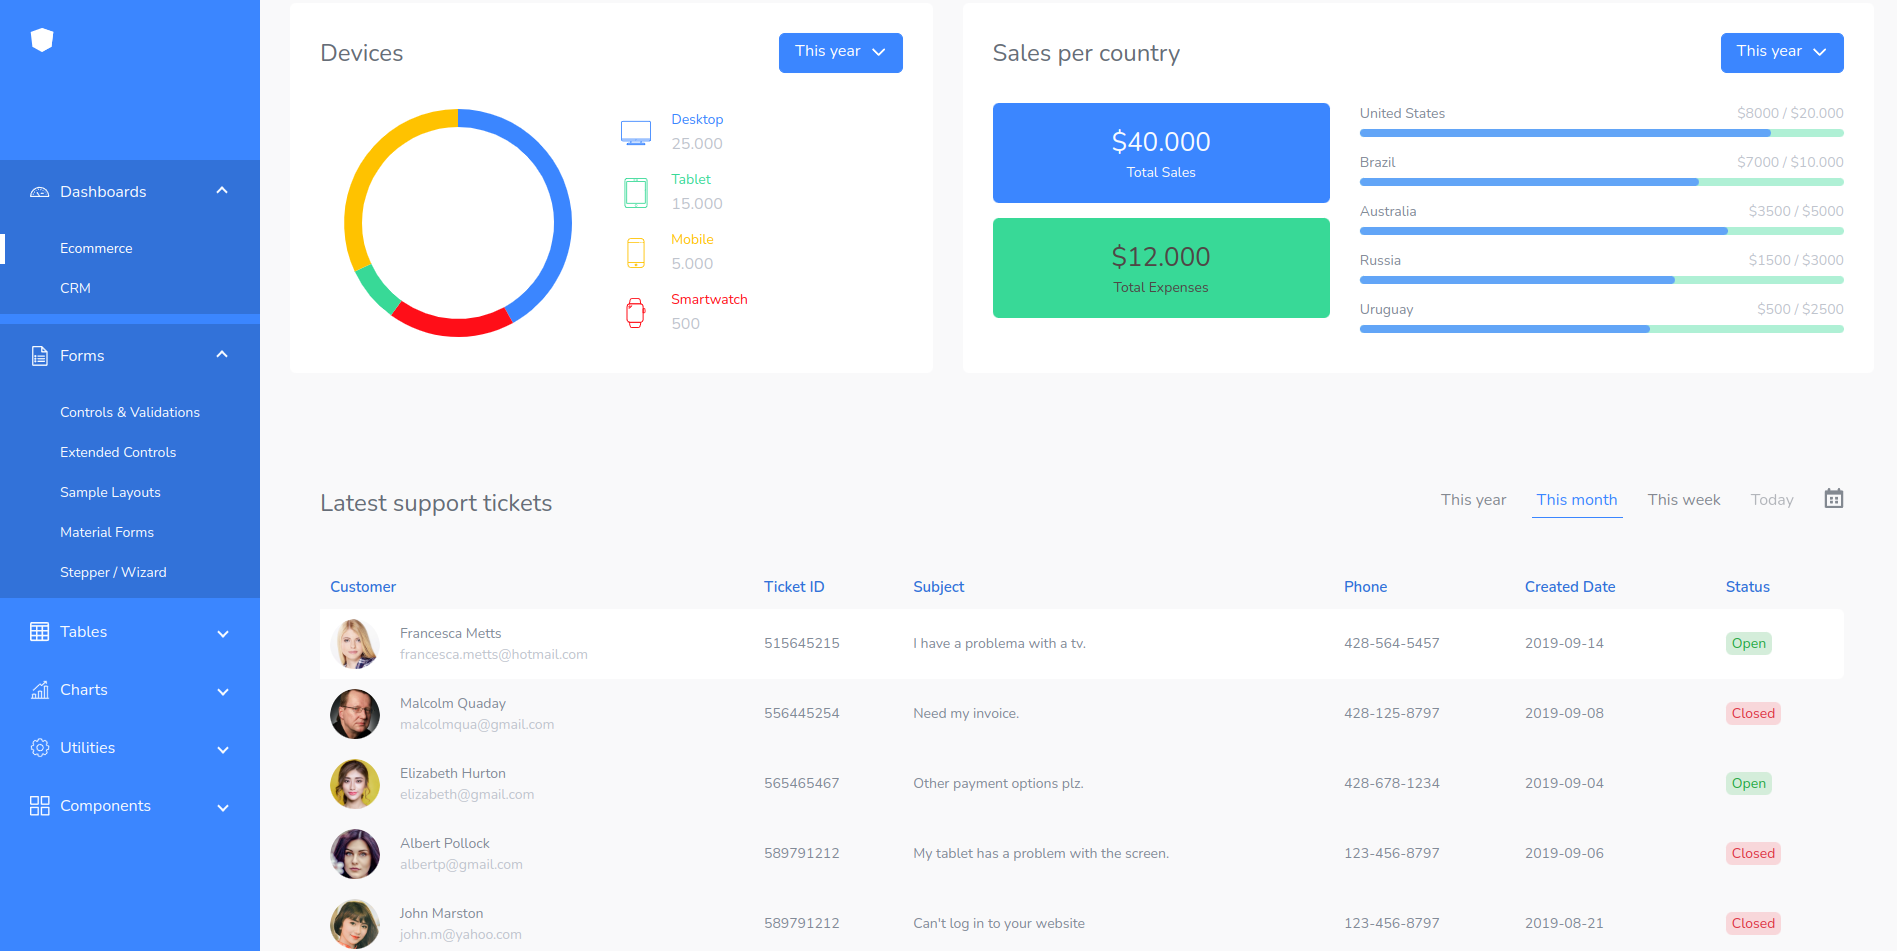 Dashboards
Ecommerce
CRM
Forms
Controls & Validations
Extended Controls
Sample Layouts
Material Forms
Stepper / Wizard
Tables
Charts
Utilities
Components
Devices
This year
Desktop
25.000
Tablet
15.000
Mobile
5.000
Smartwatch
500
Sales per country
This year
$40.000
Total Sales
$12.000
Total Expenses
United States $8000 / $20.000
Brazil $7000 / $10.000
Australia $3500 / $5000
Russia $1500 / $3000
Uruguay $500 / $2500
Latest support tickets
This year This month This week Today
Customer Ticket ID Subject Phone Created Date Status
Francesca Metts
francesca.metts@hotmail.com
515645215 I have a problema with a tv. 428-564-5457 2019-09-14 Open
Malcolm Quaday
malcolmqua@gmail.com
556445254 Need my invoice. 428-125-8797 2019-09-08 Closed
Elizabeth Hurton
elizabeth@gmail.com
565465467 Other payment options plz. 428-678-1234 2019-09-04 Open
Albert Pollock
albertp@gmail.com
589791212 My tablet has a problem with the screen. 123-456-8797 2019-09-06 Closed
John Marston
john.m@yahoo.com
589791212 Can't log in to your website 123-456-8797 2019-08-21 Closed